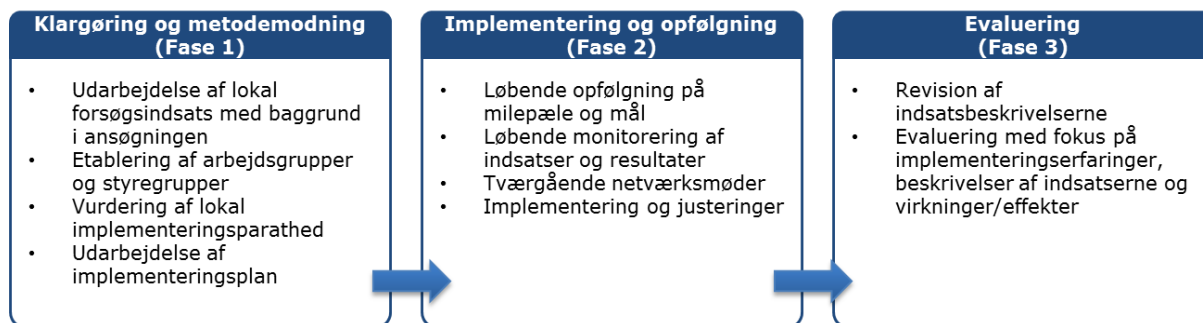 Klargøring og metodemodning
(Fase 1)
• Udarbejdelse af lokal
forsøgsindsats med baggrund
i ansøgningen
• Etablering af arbejdsgrupper
og styregrupper
• Vurdering af lokal
implementeringsparathed
• Udarbejdelse af
implementeringsplan
Implementering og opfølgning
(Fase 2)
• Løbende opfølgning på
milepæle og mål
• Løbende monitorering af
indsatser og resultater
• Tværgående netværksmøder
• Implementering og justeringer
Evaluering
(Fase 3)
• Revision af
indsatsbeskrivelserne
• Evaluering med fokus på
implementeringserfaringer,
beskrivelser af indsatserne og
virkninger/effekter